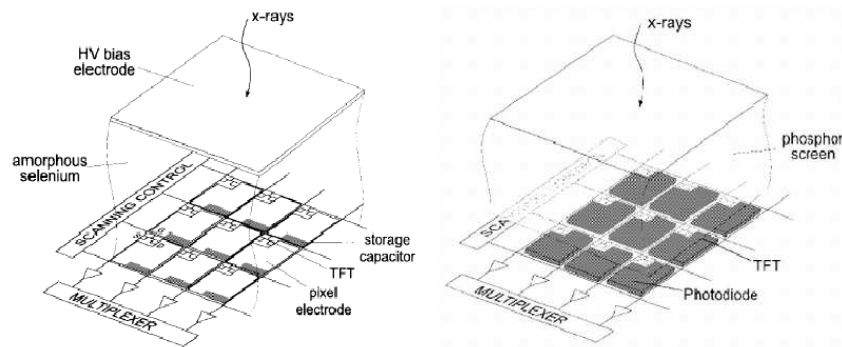 x-rays
HV bias
electrode
amorphous
selenium
SCANNING CONTROL
storage
capacitor
TFT
pixel
electrode
MULTIPLEXER
x-rays
phosphor
screen
SCA
TFT
Photodiode
MULTIPLEXER